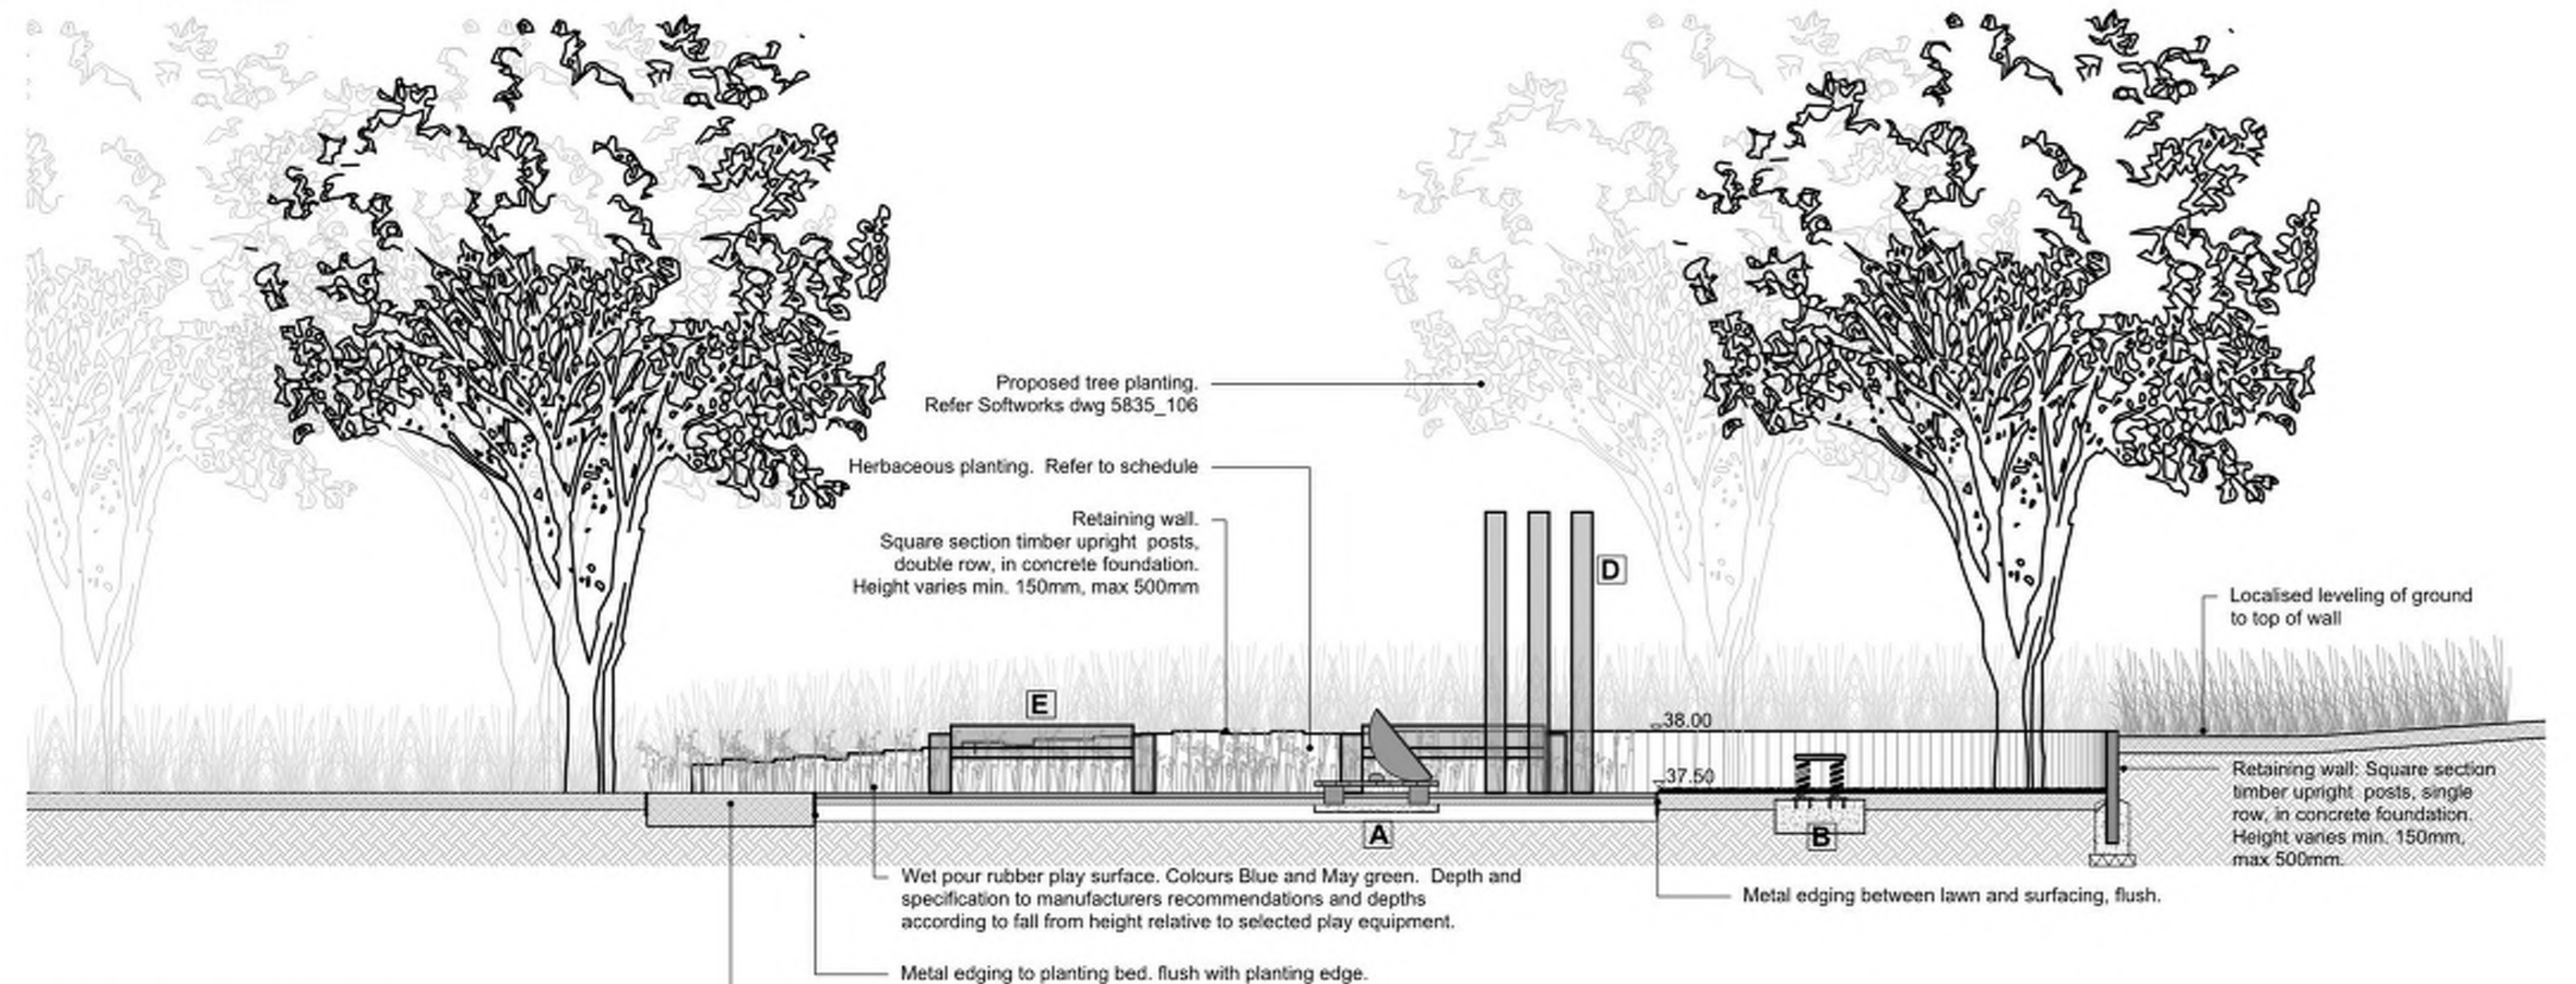 Proposed tree planting.
Refer Softworks dwg 5835_106
Herbaceous planting. Refer to schedule
Retaining wall.
Square section timber upright posts,
double row, in concrete foundation.
Height varies min. 150mm, max 500mm
D
Localised leveling of ground
to top of wall
E
38.00
37.50
Retaining wall: Square section
timber upright posts, single
row, in concrete foundation.
Height varies min. 150mm,
max 500mm.
A
B
Wet pour rubber play surface. Colours Blue and May green. Depth and
specification to manufacturers recommendations and depths
according to fall from height relative to selected play equipment.
Metal edging between lawn and surfacing, flush.
Metal edging to planting bed. flush with planting edge.